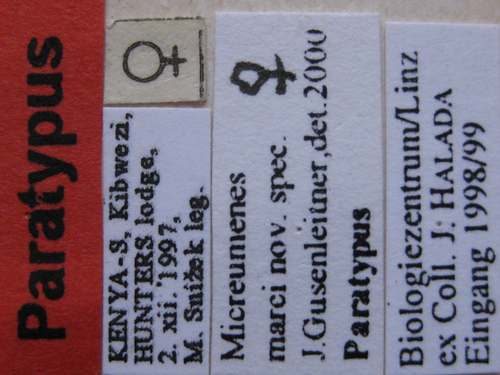 Paratypus
♀
KENYA-S, Kibwezi,
HUNTERS lodge,
2. xii. 1997,
M. Snižek leg.
♀
Micreumenes
marci nov. spec.
J.Gusenleitner,det.2000
Paratypus
Biologiezentrum/Linz
ex Coll. J: HALADA
Eingang 1998/99